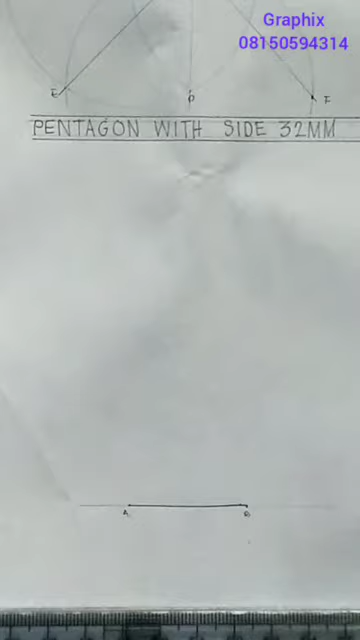 Graphix
08150594314
E
D
F
PENTAGON WITH SIDE 32MM
A
B